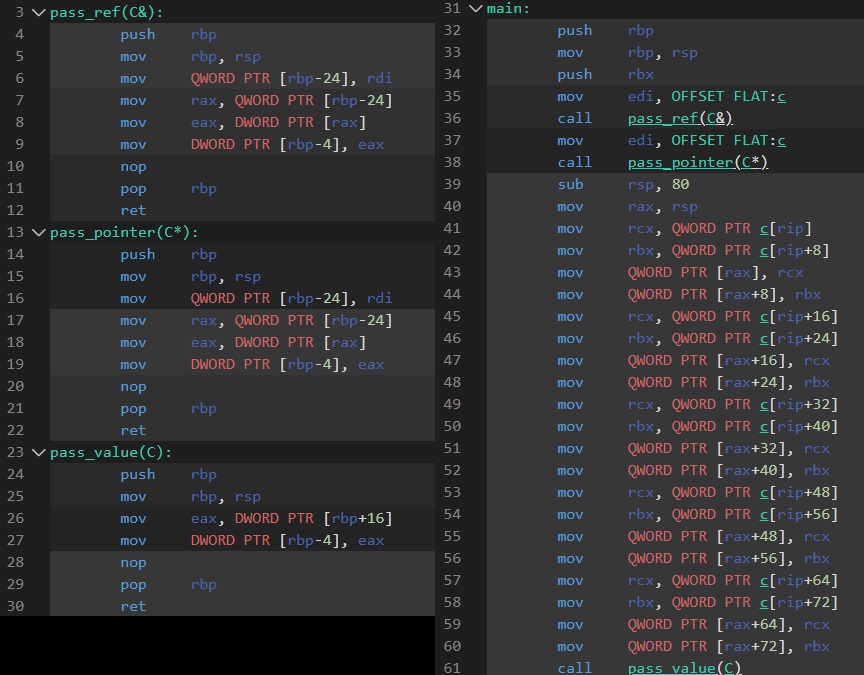 3 pass_ref(C&):
4 push rbp
5 mov rbp, rsp
6 mov QWORD PTR [rbp-24], rdi
7 mov rax, QWORD PTR [rbp-24]
8 mov eax, DWORD PTR [rax]
9 mov DWORD PTR [rbp-4], eax
10 nop
11 pop rbp
12 ret
13 pass_pointer(C*):
14 push rbp
15 mov rbp, rsp
16 mov QWORD PTR [rbp-24], rdi
17 mov rax, QWORD PTR [rbp-24]
18 mov eax, DWORD PTR [rax]
19 mov DWORD PTR [rbp-4], eax
20 nop
21 pop rbp
22 ret
23 pass_value(C):
24 push rbp
25 mov rbp, rsp
26 mov eax, DWORD PTR [rbp+16]
27 mov DWORD PTR [rbp-4], eax
28 nop
29 pop rbp
30 ret
31 main:
32 push rbp
33 mov rbp, rsp
34 push rbx
35 mov edi, OFFSET FLAT:c
36 call pass_ref(C&)
37 mov edi, OFFSET FLAT:c
38 call pass_pointer(C*)
39 sub rsp, 80
40 mov rax, rsp
41 mov rcx, QWORD PTR c[rip]
42 mov rbx, QWORD PTR c[rip+8]
43 mov QWORD PTR [rax], rcx
44 mov QWORD PTR [rax+8], rbx
45 mov rcx, QWORD PTR c[rip+16]
46 mov rbx, QWORD PTR c[rip+24]
47 mov QWORD PTR [rax+16], rcx
48 mov QWORD PTR [rax+24], rbx
49 mov rcx, QWORD PTR c[rip+32]
50 mov rbx, QWORD PTR c[rip+40]
51 mov QWORD PTR [rax+32], rcx
52 mov QWORD PTR [rax+40], rbx
53 mov rcx, QWORD PTR c[rip+48]
54 mov rbx, QWORD PTR c[rip+56]
55 mov QWORD PTR [rax+48], rcx
56 mov QWORD PTR [rax+56], rbx
57 mov rcx, QWORD PTR c[rip+64]
58 mov rbx, QWORD PTR c[rip+72]
59 mov QWORD PTR [rax+64], rcx
60 mov QWORD PTR [rax+72], rbx
61 call pass_value(C)